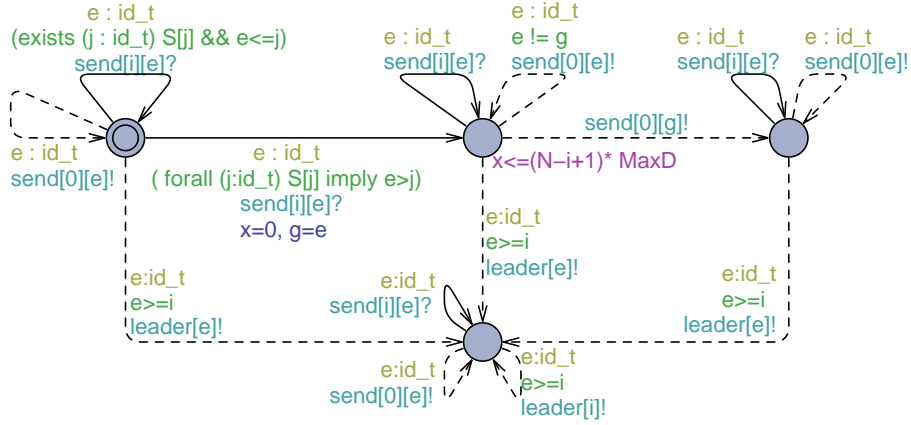 e : id_t
(exists (j : id_t) S[j] && e<=j)
send[i][e]?
e : id_t
send[i][e]?
e : id_t
e != g
send[0][e]!
e : id_t
send[i][e]?
e : id_t
send[0][e]!
e : id_t
send[0][e]!
e : id_t
( forall (j:id_t) S[j] imply e>j)
send[i][e]?
x=0, g=e
send[0][g]!
x<=(N−i+1)* MaxD
e:id_t
e>=i
leader[e]!
e:id_t
e>=i
leader[e]!
e:id_t
e>=i
leader[e]!
e:id_t
send[i][e]?
e:id_t
send[0][e]!
e:id_t
e>=i
leader[i]!